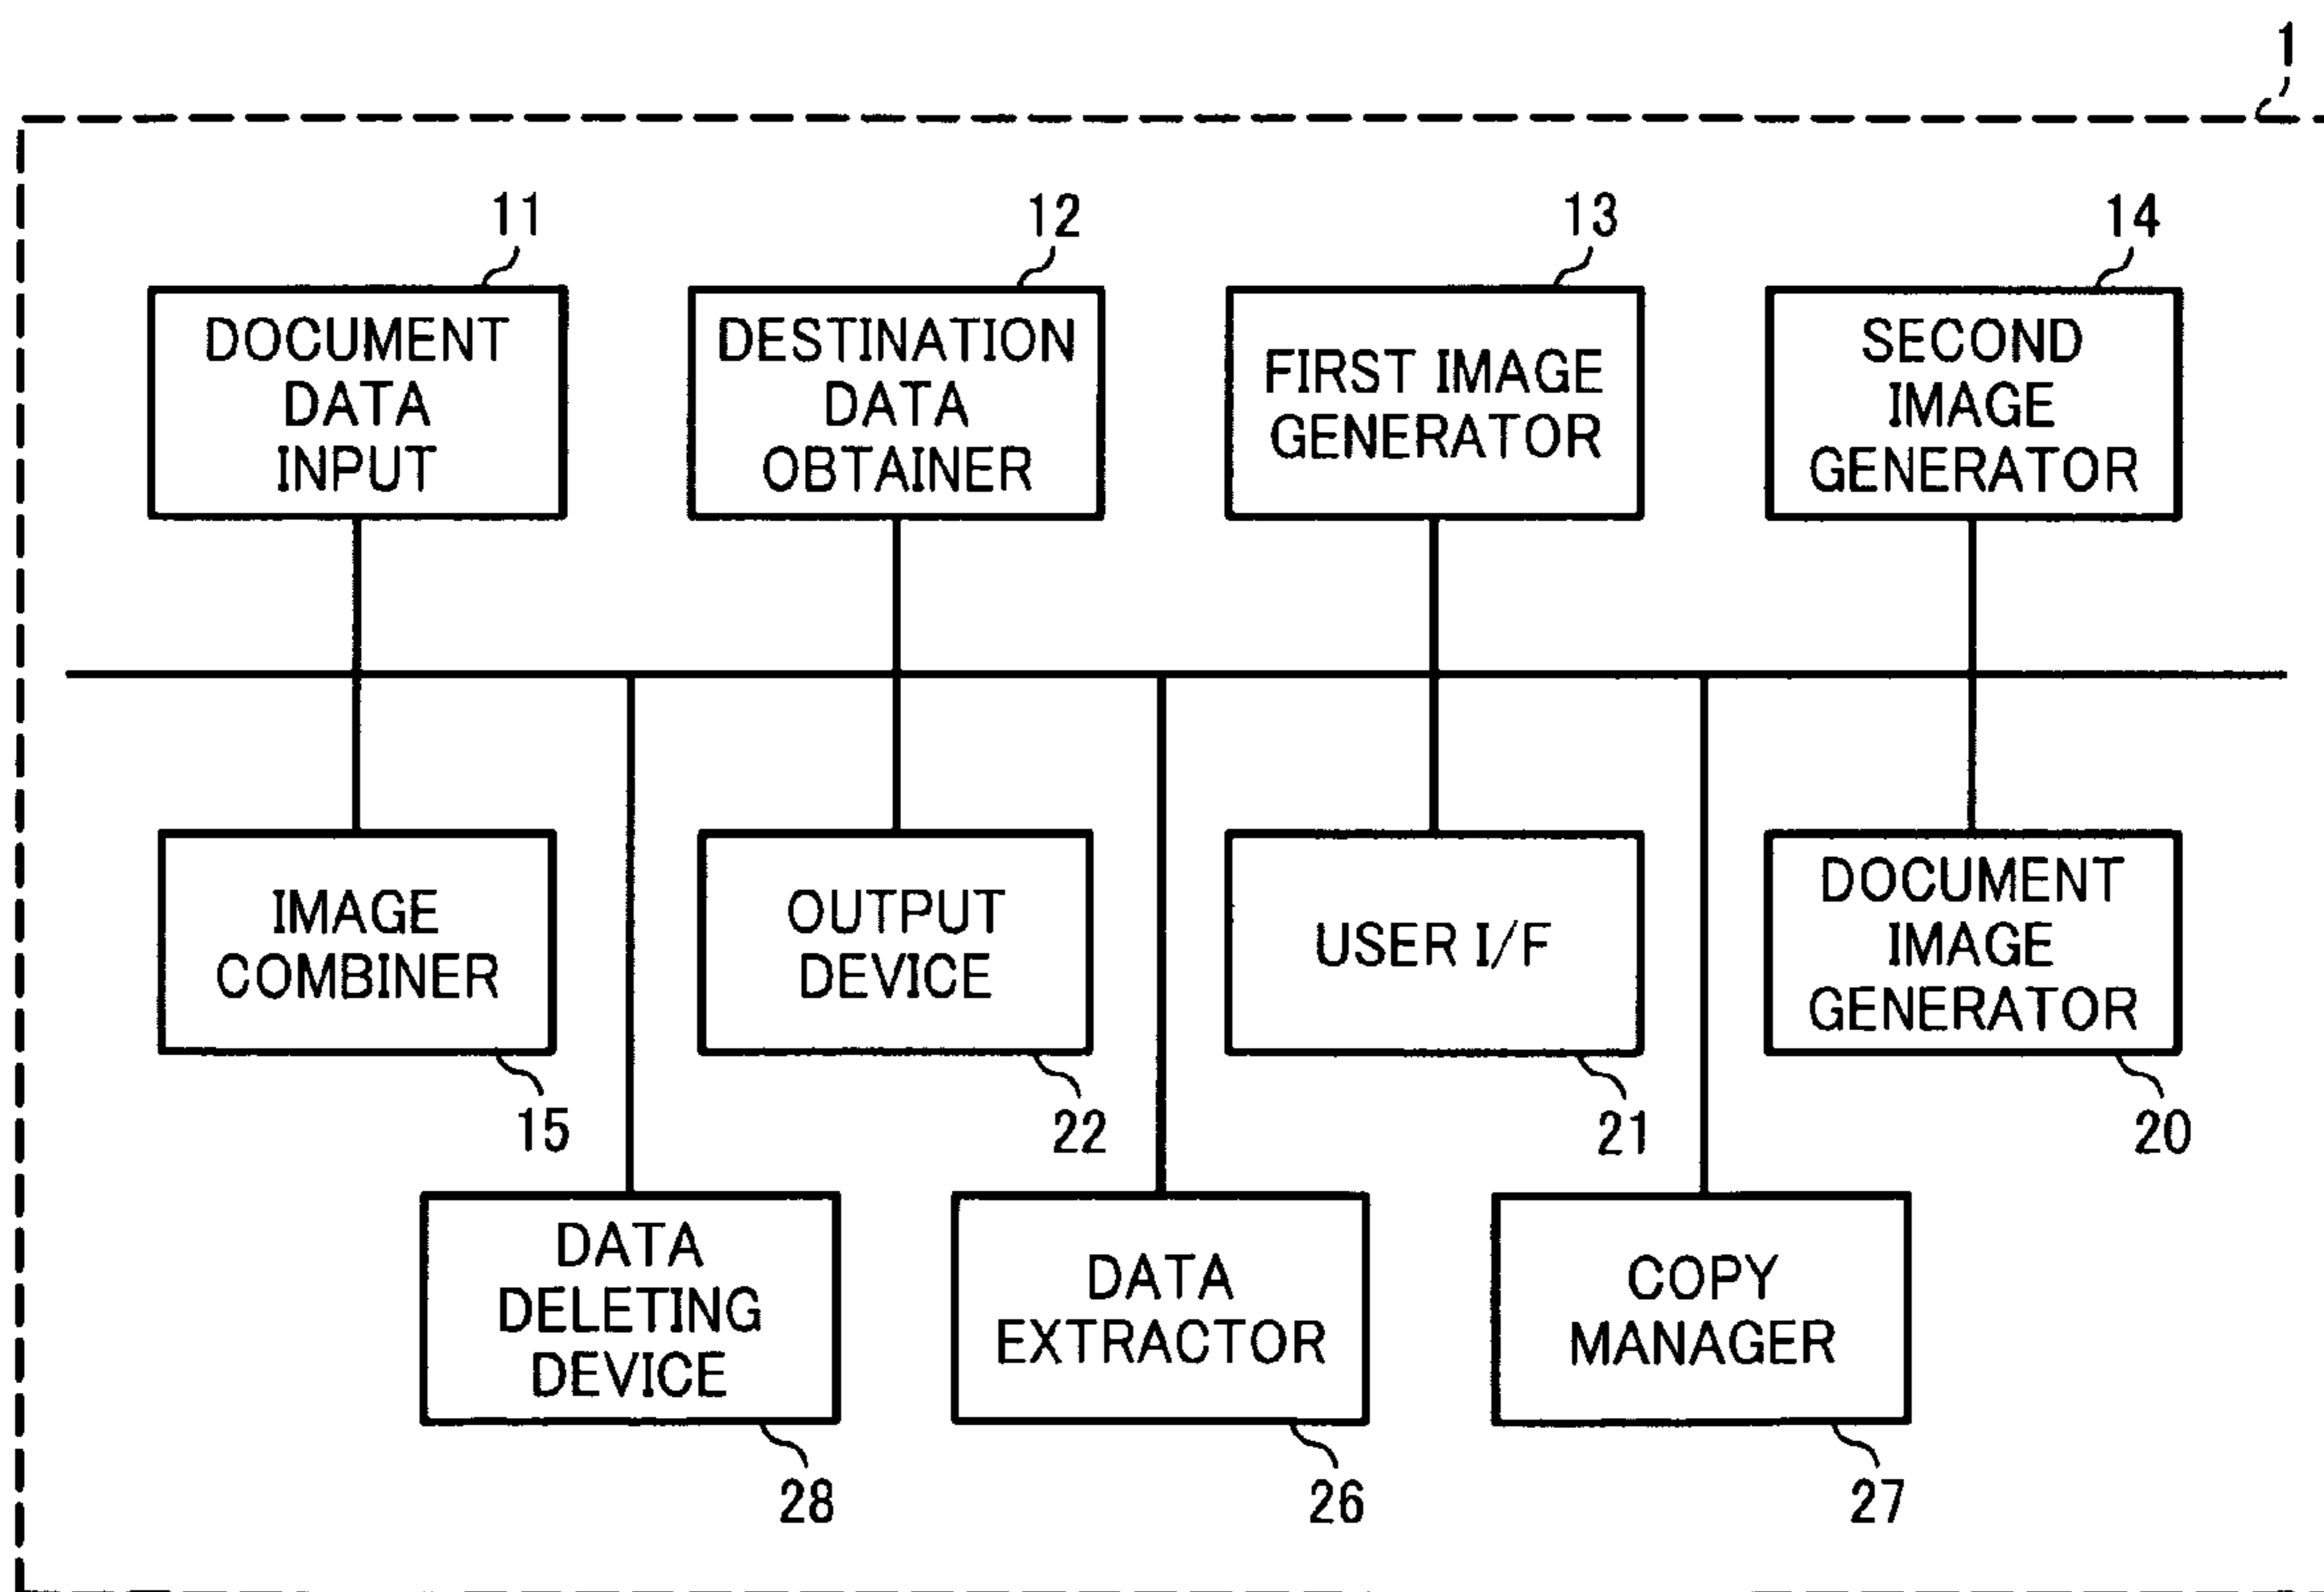 1
11
12
13
14
DOCUMENT
DATA
INPUT
DESTINATION
DATA
OBTAINER
FIRST IMAGE
GENERATOR
SECOND
IMAGE
GENERATOR
IMAGE
COMBINER
OUTPUT
DEVICE
USER I/F
DOCUMENT
IMAGE
GENERATOR
15
22
21
20
DATA
DELETING
DEVICE
DATA
EXTRACTOR
COPY
MANAGER
28
26
27